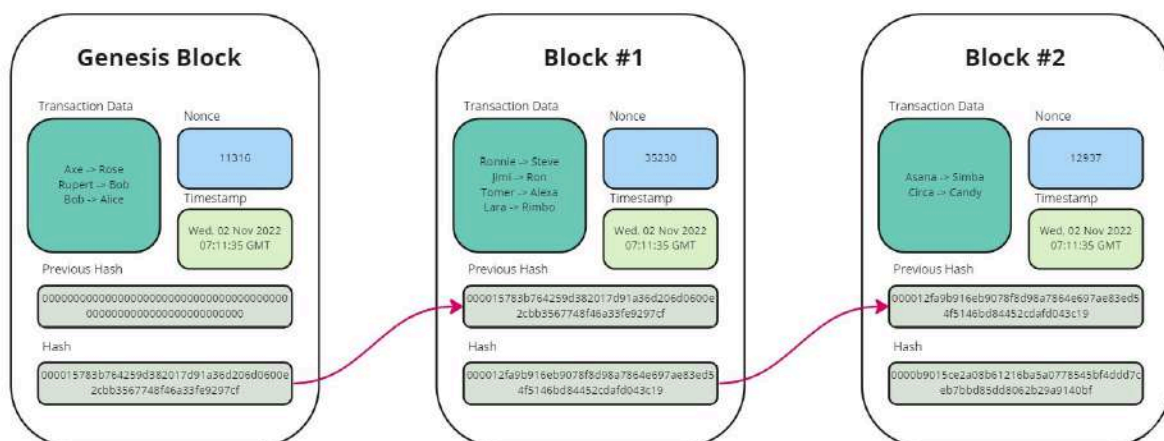 Genesis Block
Transaction Data
Nonce
11316
Axe -> Rose
Rupert -> Bob
Bob -> Alice
Timestamp
Wed, 02 Nov 2022
07:11:35 GMT
Previous Hash
Hash
000015783b764259d382017d91a36d206d0600e
2cbb3567748f46a33fe9297cf
Block #1
Transaction Data
Nonce
35230
Ronnie -> Steve
Jimi -> Ron
Tomer -> Alexa
Lara -> Rimbo
Timestamp
Wed, 02 Nov 2022
07:11:35 GMT
Previous Hash
000015783b764259d382017d91a36d206d0600e
2cbb3567748f46a33fe9297cf
Hash
000012fa9b916eb9078f8d98a7864e697ae83ed5
4f5146bd84452cdafd043c19
Block #2
Transaction Data
Nonce
12937
Asana -> Simba
Circa -> Candy
Timestamp
Wed, 02 Nov 2022
07:11:35 GMT
Previous Hash
000012fa9b916eb9078f8d98a7864e697ae83ed5
4f5146bd84452cdafd043c19
Hash
0000b9015ce2a08b61216ba5a0778545bf4ddd7c
eb7bbd85dd8062b29a9140bf